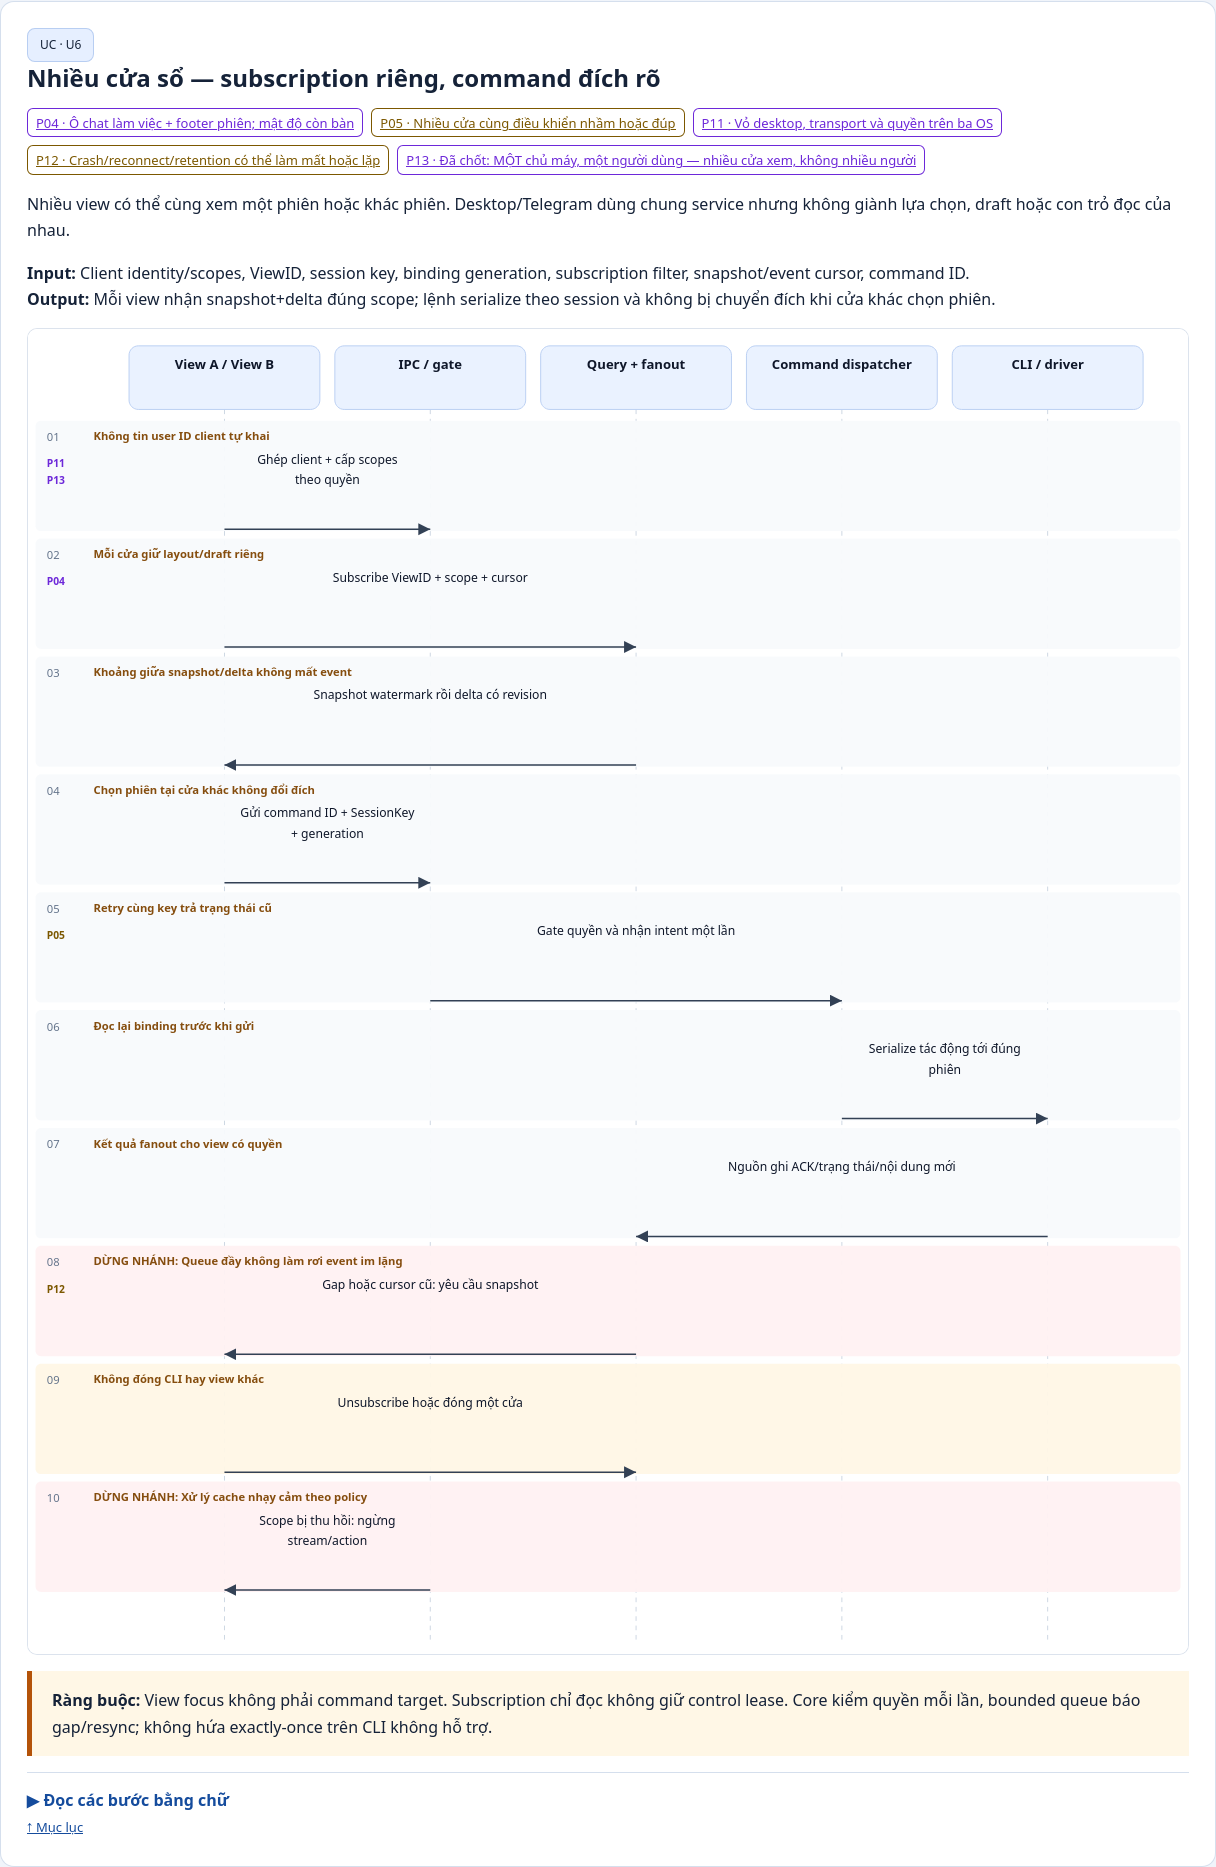 UC · U6
Nhiều cửa sổ — subscription riêng, command đích rõ
P04 · Ô chat làm việc + footer phiên; mật độ còn bàn
P05 · Nhiều cửa cùng điều khiển nhầm hoặc đúp
P11 · Vỏ desktop, transport và quyền trên ba OS
P12 · Crash/reconnect/retention có thể làm mất hoặc lặp
P13 · Đã chốt: MỘT chủ máy, một người dùng — nhiều cửa xem, không nhiều người
Nhiều view có thể cùng xem một phiên hoặc khác phiên. Desktop/Telegram dùng chung service nhưng không giành lựa chọn, draft hoặc con trỏ đọc của
nhau.
Input: Client identity/scopes, ViewID, session key, binding generation, subscription filter, snapshot/event cursor, command ID.
Output: Mỗi view nhận snapshot+delta đúng scope; lệnh serialize theo session và không bị chuyển đích khi cửa khác chọn phiên.
View A / View B
IPC / gate
Query + fanout
Command dispatcher
CLI / driver
01
Không tin user ID client tự khai
P11
P13
Ghép client + cấp scopes
theo quyền
02
Mỗi cửa giữ layout/draft riêng
P04
Subscribe ViewID + scope + cursor
03
Khoảng giữa snapshot/delta không mất event
Snapshot watermark rồi delta có revision
04
Chọn phiên tại cửa khác không đổi đích
Gửi command ID + SessionKey
+ generation
05
Retry cùng key trả trạng thái cũ
P05
Gate quyền và nhận intent một lần
06
Đọc lại binding trước khi gửi
Serialize tác động tới đúng
phiên
07
Kết quả fanout cho view có quyền
Nguồn ghi ACK/trạng thái/nội dung mới
08
DỪNG NHÁNH: Queue đầy không làm rơi event im lặng
P12
Gap hoặc cursor cũ: yêu cầu snapshot
09
Không đóng CLI hay view khác
Unsubscribe hoặc đóng một cửa
10
DỪNG NHÁNH: Xử lý cache nhạy cảm theo policy
Scope bị thu hồi: ngừng
stream/action
Ràng buộc: View focus không phải command target. Subscription chỉ đọc không giữ control lease. Core kiểm quyền mỗi lần, bounded queue báo
gap/resync; không hứa exactly-once trên CLI không hỗ trợ.
▶ Đọc các bước bằng chữ
↑ Mục lục